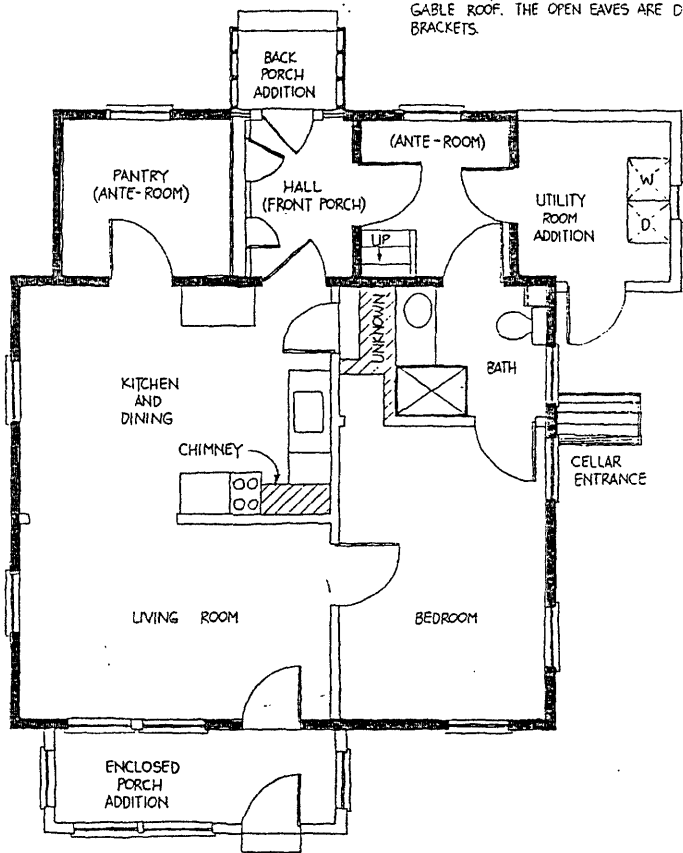 GABLE ROOF. THE OPEN EAVES ARE D
BRACKETS.
BACK
PORCH
ADDITION
(ANTE-ROOM)
PANTRY
(ANTE-ROOM)
HALL
(FRONT PORCH)
W
D
UTILITY
ROOM
ADDITION
UP
UNKNOWN
BATH
KITCHEN
AND
DINING
CHIMNEY
CELLAR
ENTRANCE
LIVING ROOM
BEDROOM
ENCLOSED
PORCH
ADDITION